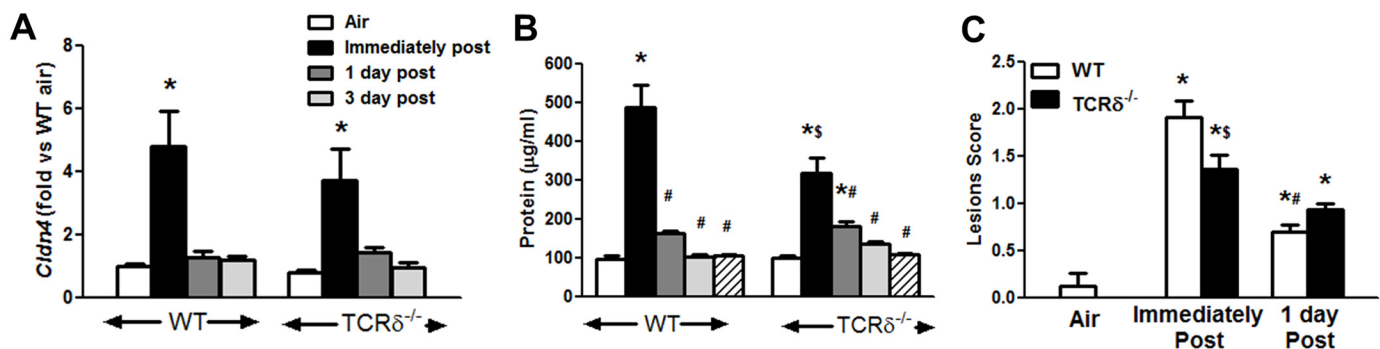 A
Cldn4 (fold vs WT air)
8
6
4
2
0
*
*
Air
Immediately post
1 day post
3 day post
WT
TCRδ-/-
B
Protein (μg/ml)
600
500
400
300
200
100
0
*
#
#
#
*$
*#
#
#
WT
TCRδ-/-
C
Lesions Score
2.5
2.0
1.5
1.0
0.5
0.0
WT
TCRδ-/-
*
*$
*#
*
Air
Immediately Post
1 day Post